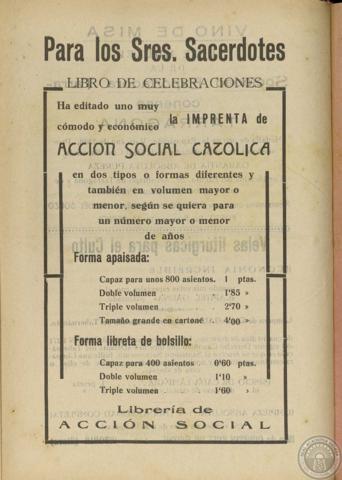 Para los Sres. Sacerdotes
LIBRO DE CELEBRACIONES
Ha editado uno muy
cómodo y económico la IMPRENTA de
ACCION SOCIAL CATOLICA
en dos tipos o formas diferentes y
también en volumen mayor o
menor, según se quiera para
un número mayor o menor
de años
Forma apaisada:
Capaz para unos 800 asientos. 1 ptas.
Doble volumen 1'85 »
Triple volumen . 2'70 »
Tamaño grande en cartoné . 4'00 »
Forma libreta de bolsillo:
Capaz para 400 asientos 0'60 ptas.
Doble volumen 1'10 »
Triple volumen . 1'60 »
Librería de
ACCIÓN SOCIAL